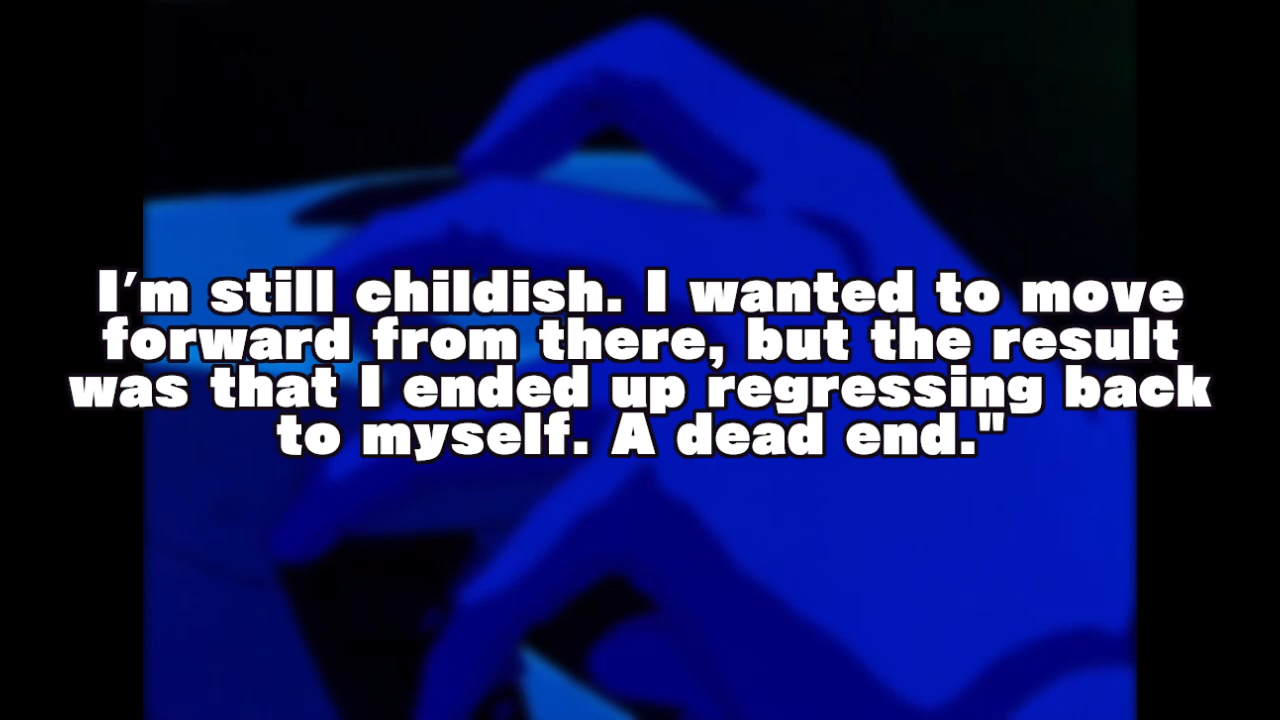 I'm still childish. I wanted to move
forward from there, but the result
was that I ended up regressing back
to myself. A dead end."